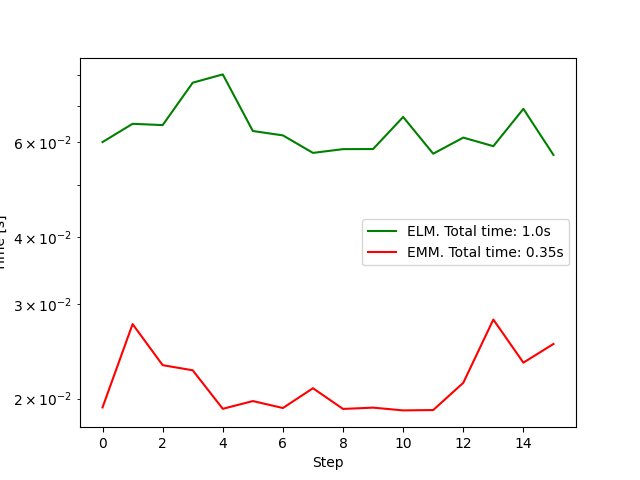 6 × 10⁻²
4 × 10⁻²
3 × 10⁻²
2 × 10⁻²
Time [s]
ELM. Total time: 1.0s
EMM. Total time: 0.35s
0 2 4 6 8 10 12 14
Step